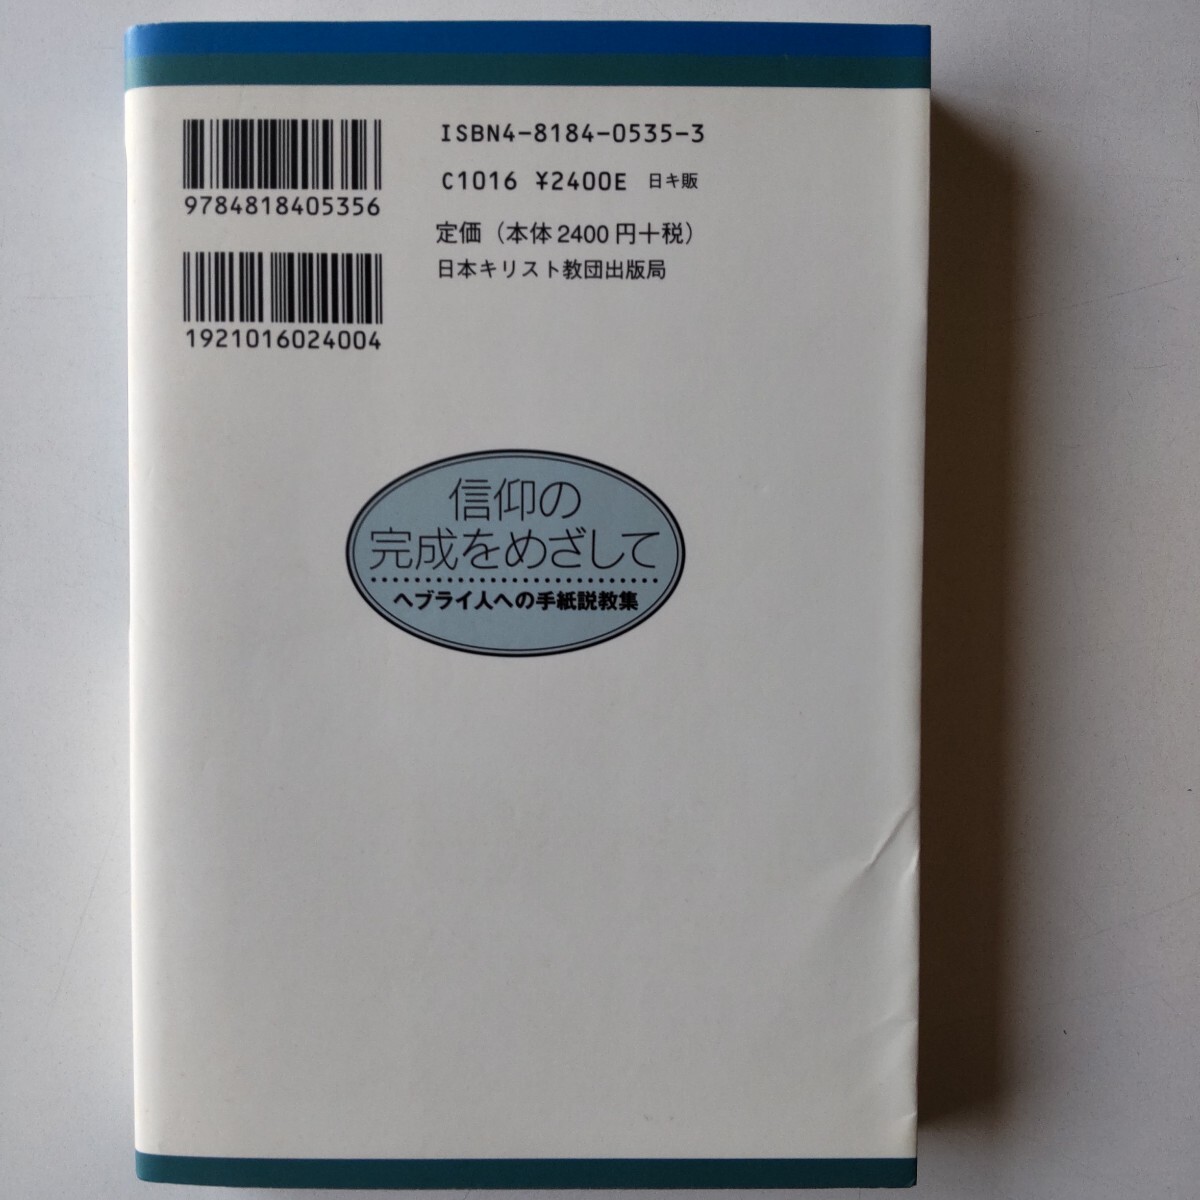 ISBN4-8184-0535-3
C1016 ¥2400E 日キ販
定価（本体2400円＋税）
日本キリスト教団出版局
9784818405356
1921016024004
信仰の
完成をめざして
ヘブライ人への手紙説教集